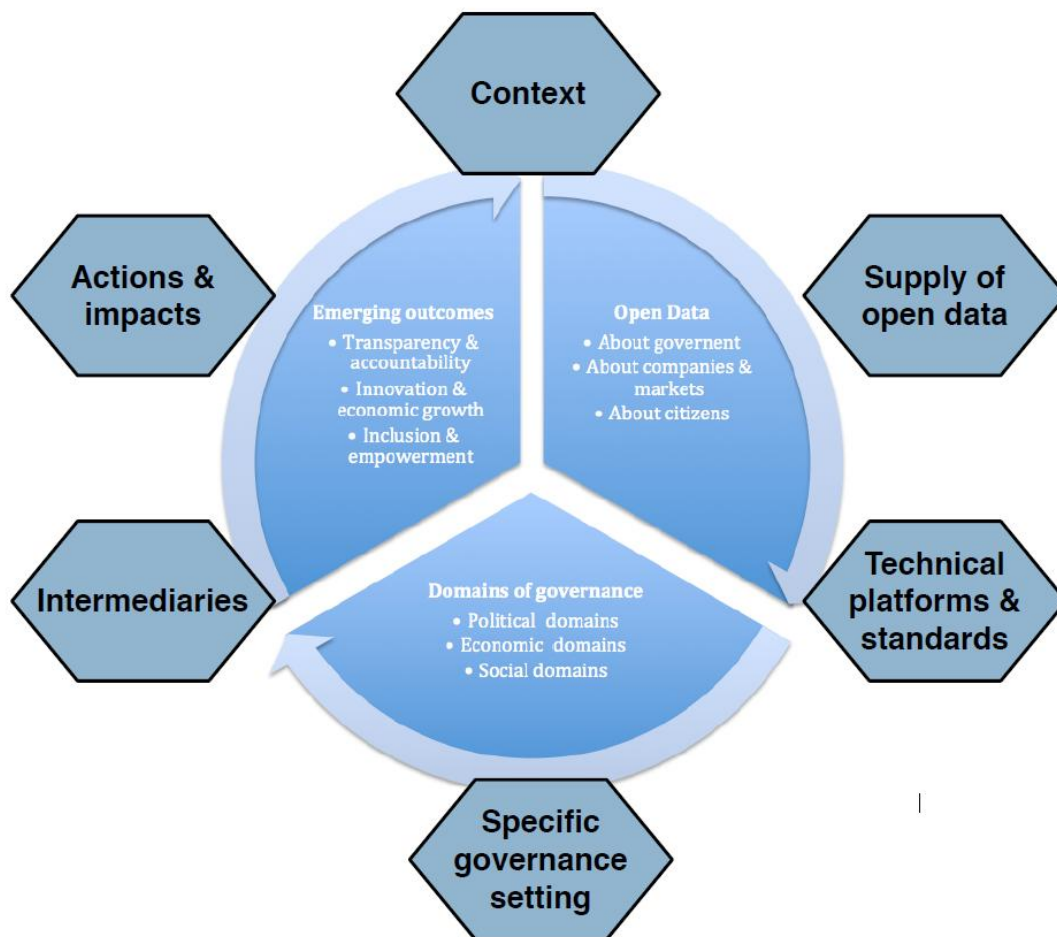 Context
Actions &
impacts
Supply of
open data
Emerging outcomes
• Transparency &
accountability
• Innovation &
economic growth
• Inclusion &
empowerment
Open Data
• About governent
• About companies &
markets
• About citizens
Intermediaries
Technical
platforms &
standards
Domains of governance
• Political domains
• Economic domains
• Social domains
Specific
governance
setting